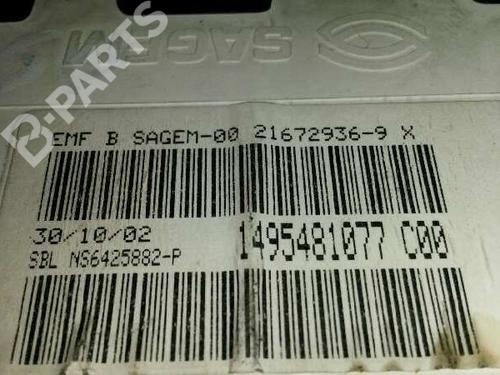 SAGEM
B-PARTS
EMF B SAGEM-00 21672936-9 X
30/10/02
1495481077 C00
SBL NS6425882-P